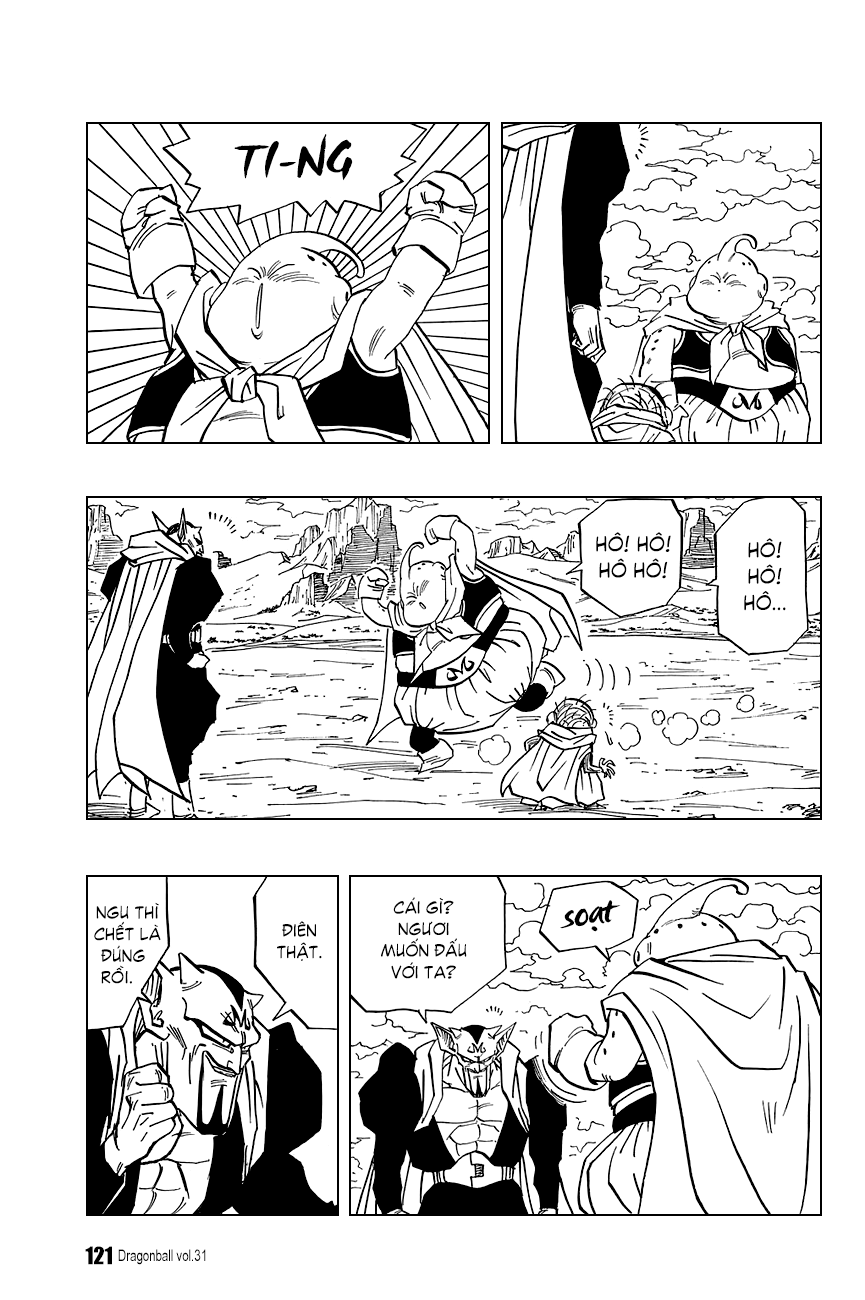 TI-NG
HÔ!
HÔ!
HÔ...
HÔ! HÔ!
HÔ HÔ!
soạt
CÁI GÌ?
NGƯƠI
MUỐN ĐẤU
VỚI TA?
ĐIÊN
THẬT.
NGU THÌ
CHẾT LÀ
ĐÚNG
RỒI.
121 Dragonball vol.31